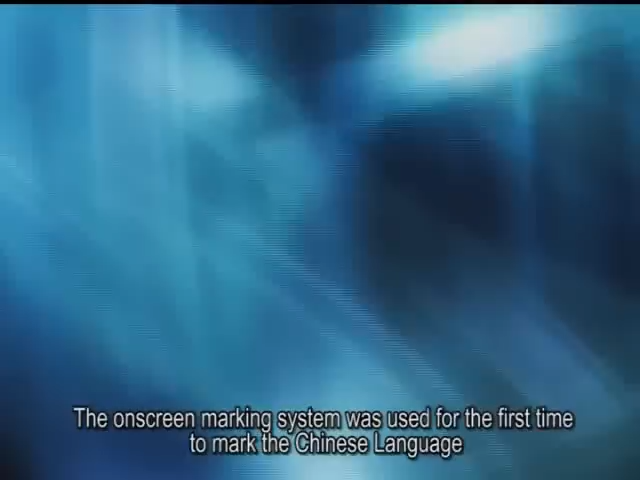 The onscreen marking system was used for the first time
to mark the Chinese Language